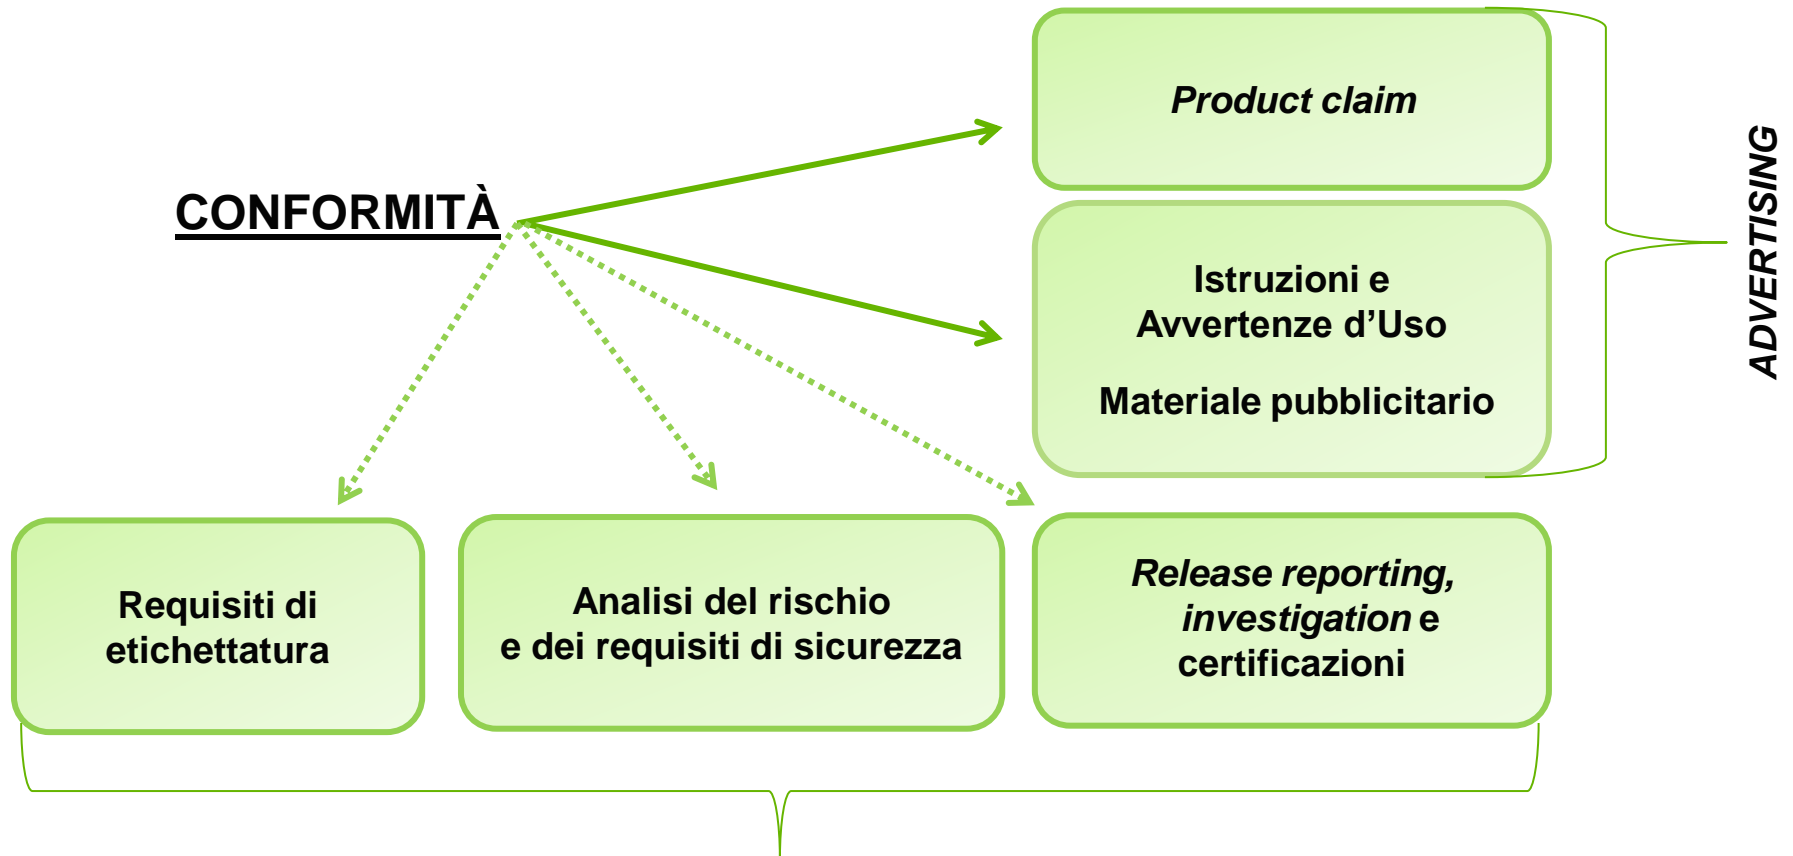 Product claim
CONFORMITÀ
Istruzioni e
Avvertenze d’Uso
Materiale pubblicitario
ADVERTISING
Requisiti di
etichettatura
Analisi del rischio
e dei requisiti di sicurezza
Release reporting,
investigation e
certificazioni